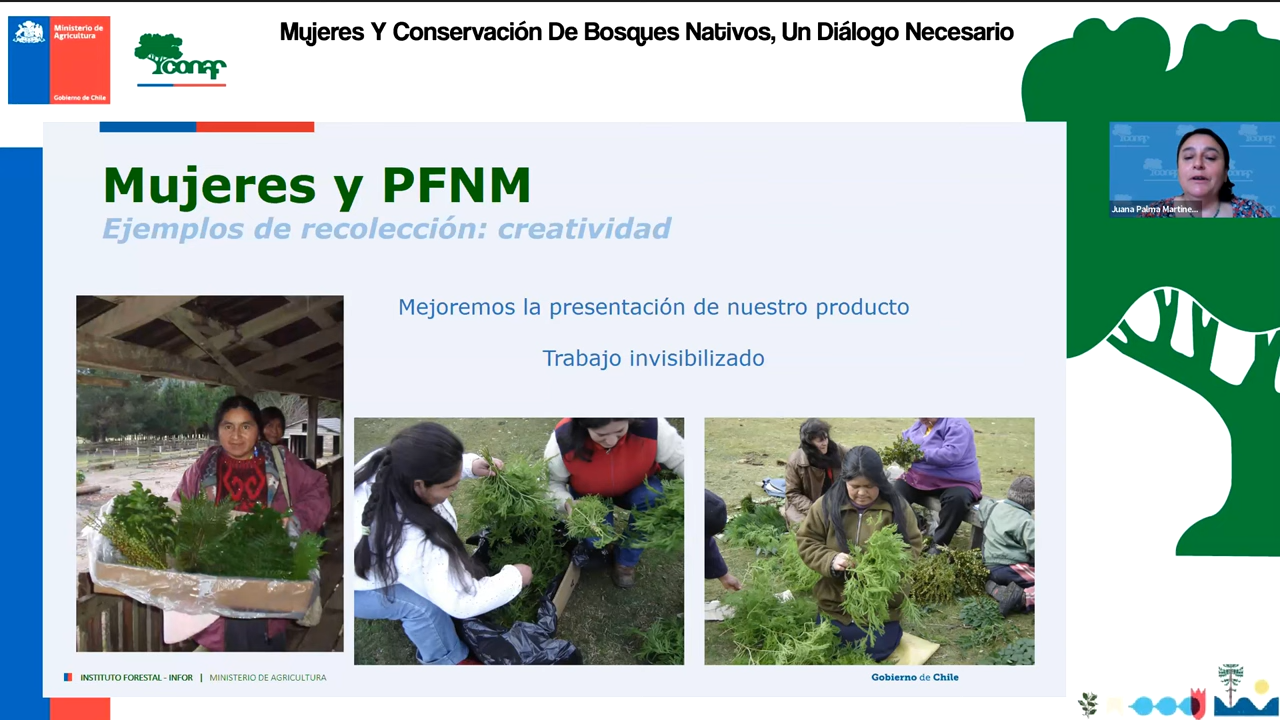 Mujeres Y Conservación De Bosques Nativos, Un Diálogo Necesario
Ministerio de
Agricultura
Gobierno de Chile
conaf
Mujeres y PFNM
Ejemplos de recolección: creatividad
Juana Palma Martine...
Mejoremos la presentación de nuestro producto
Trabajo invisibilizado
INSTITUTO FORESTAL - INFOR | MINISTERIO DE AGRICULTURA
Gobierno de Chile